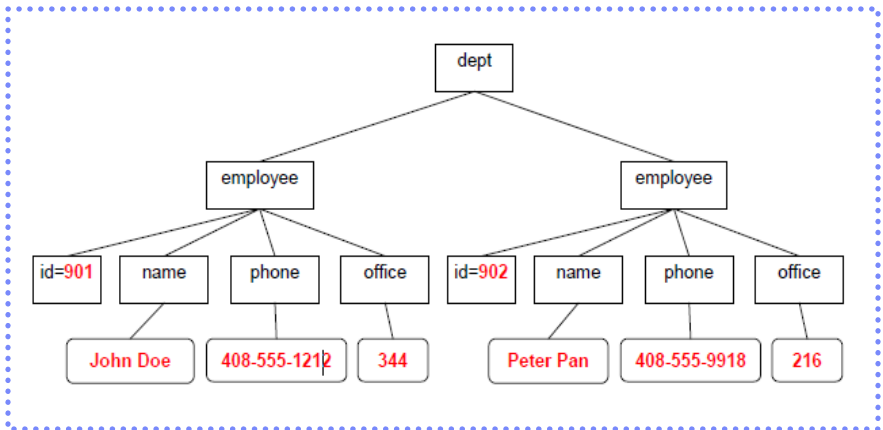 dept
employee employee
id=901 name phone office id=902 name phone office
John Doe 408-555-1212 344 Peter Pan 408-555-9918 216